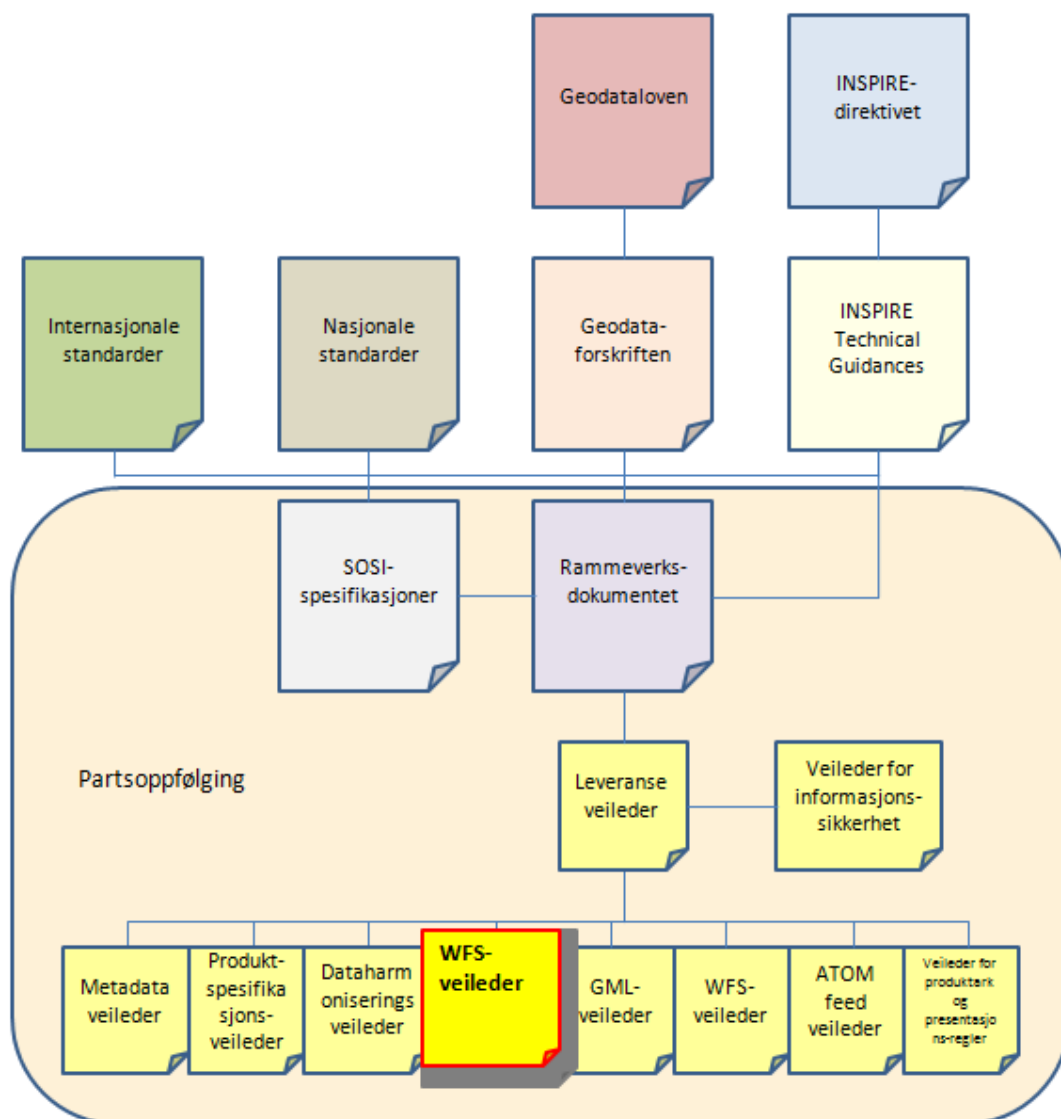 Geodataloven
INSPIRE-
direktivet
Internasjonale
standarder
Nasjonale
standarder
Geodata-
forskriften
INSPIRE
Technical
Guidances
SOSI-
spesifikasjoner
Rammeverks-
dokumentet
Partsoppfølging
Leveranse
veileder
Veileder for
informasjons-
sikkerhet
Metadata
veileder
Produkt-
spesifika
sjons-
veileder
Dataharm
oniserings
veileder
WFS-
veileder
GML-
veileder
WFS-
veileder
ATOM
feed
veileder
Veileder for
produktark
og
presentasjo
ns-regler